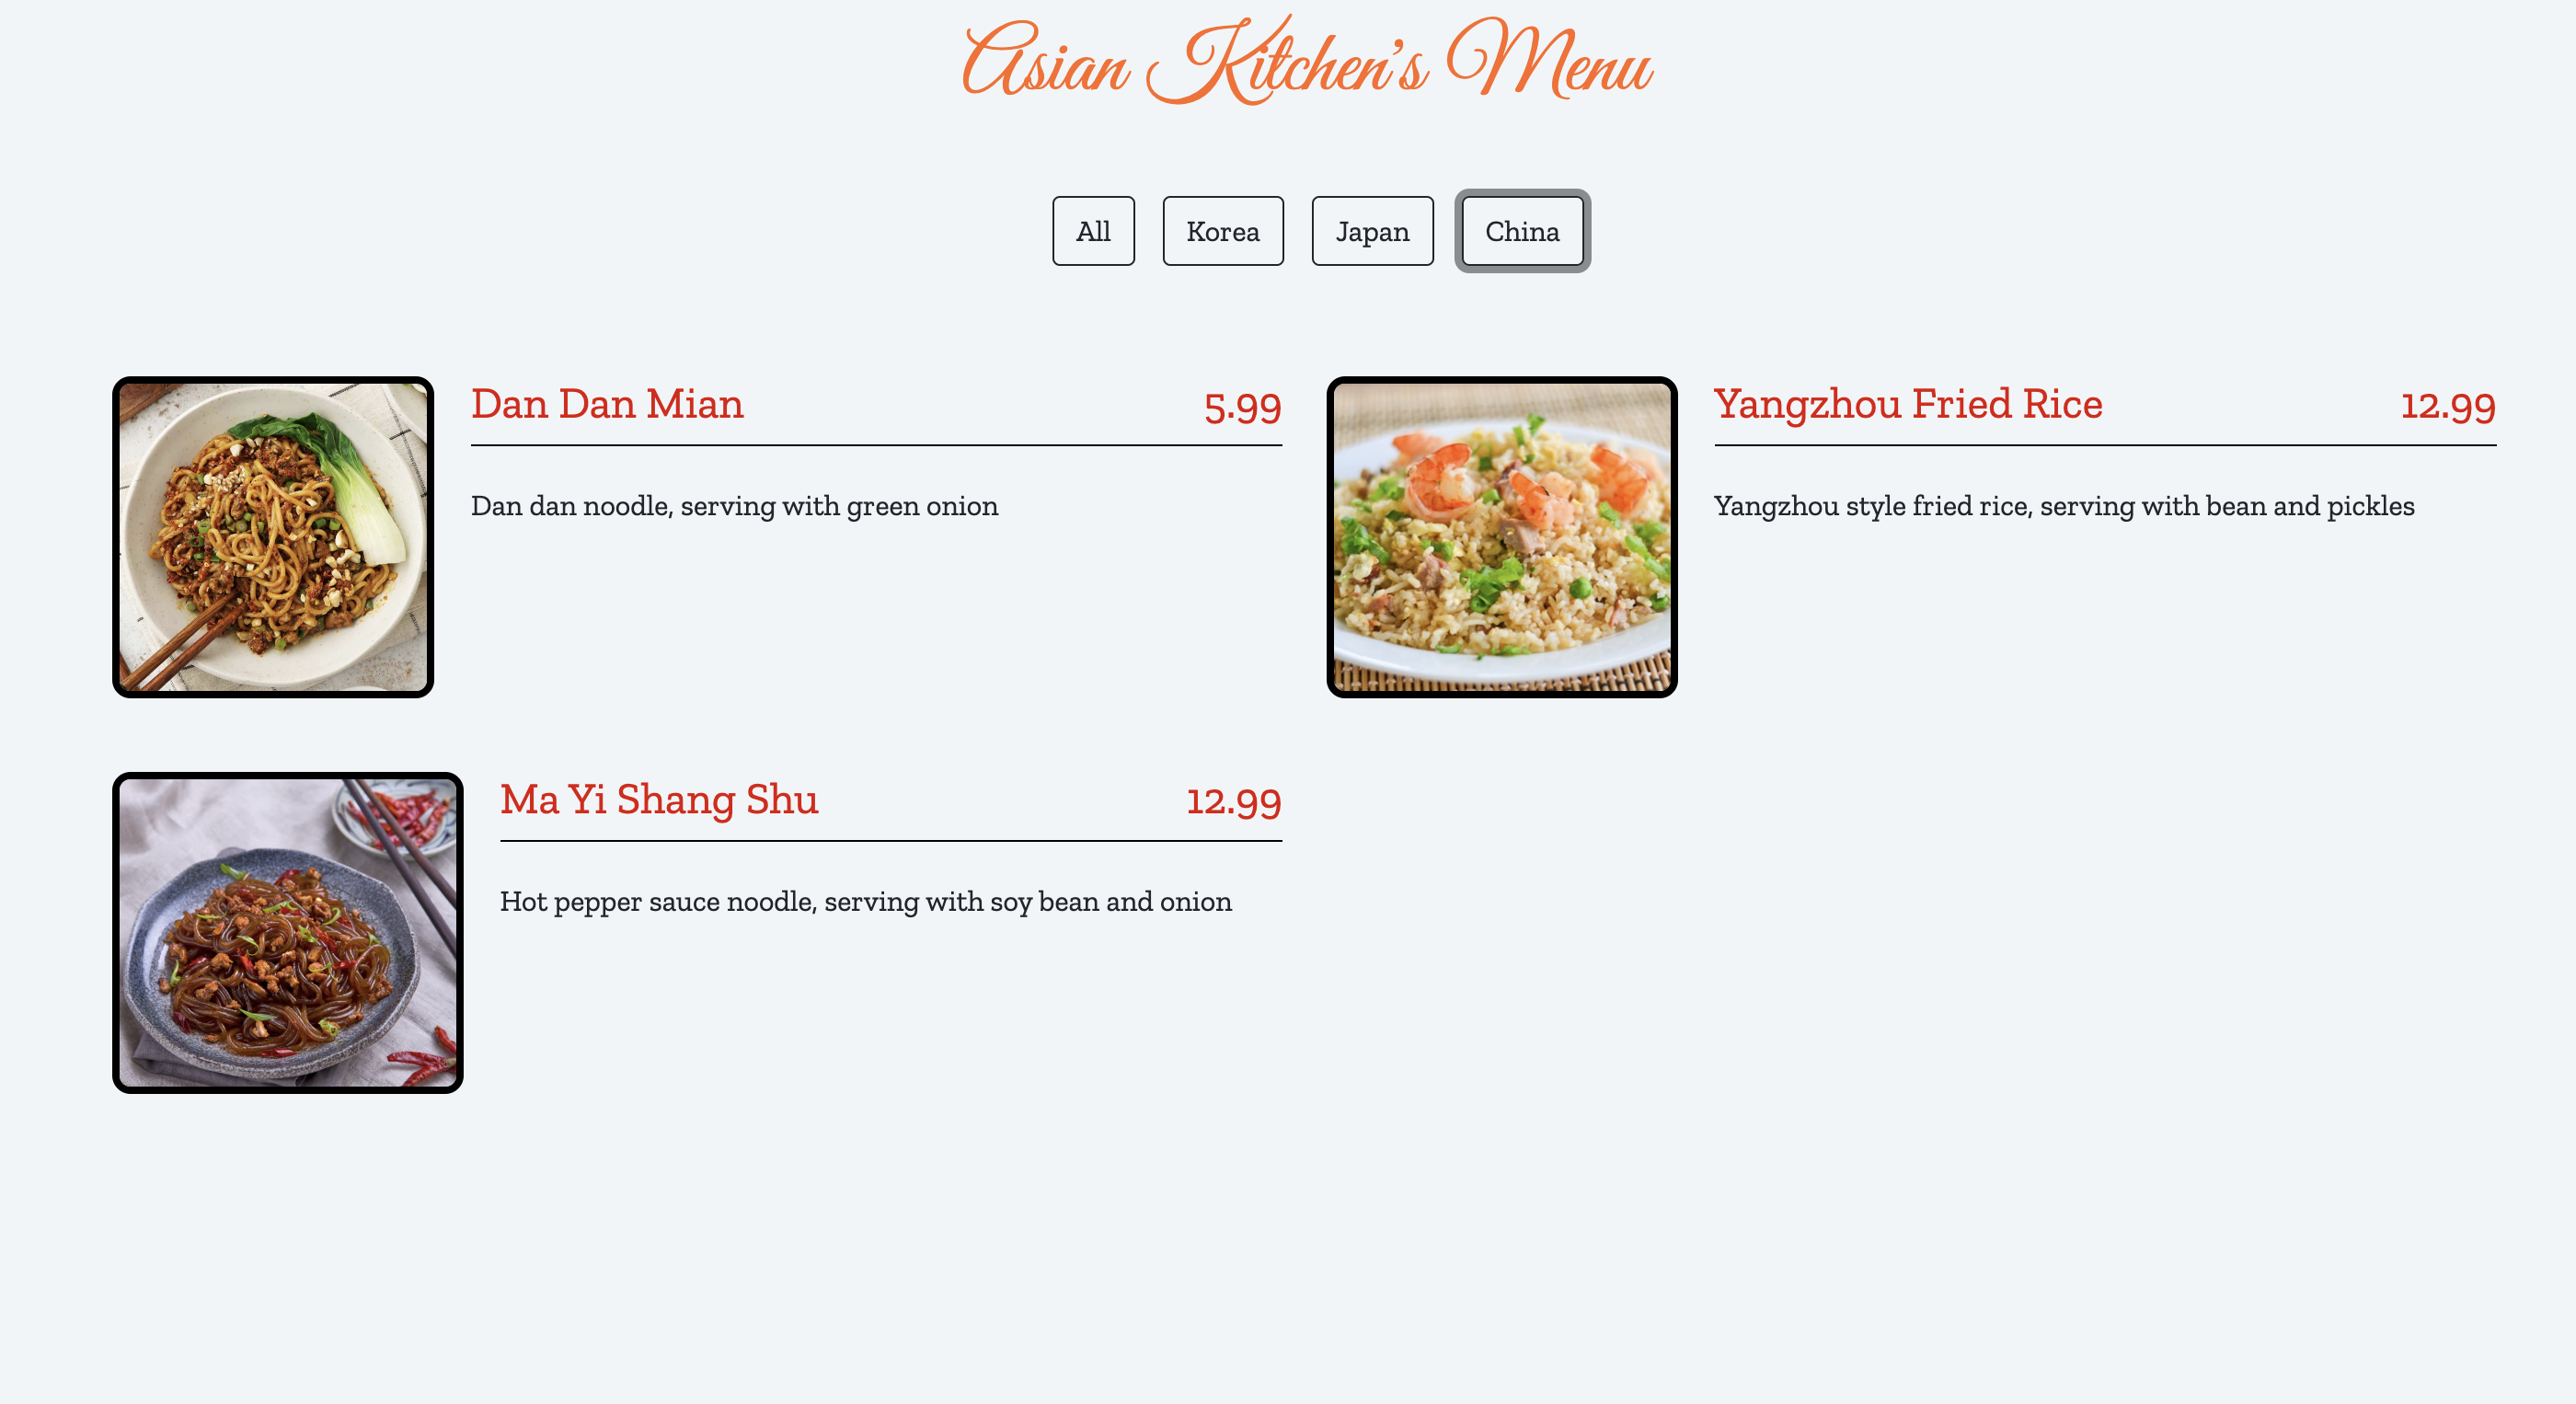 Asian Kitchen's Menu
All
Korea
Japan
China
Dan Dan Mian
5.99
Dan dan noodle, serving with green onion
Yangzhou Fried Rice
12.99
Yangzhou style fried rice, serving with bean and pickles
Ma Yi Shang Shu
12.99
Hot pepper sauce noodle, serving with soy bean and onion